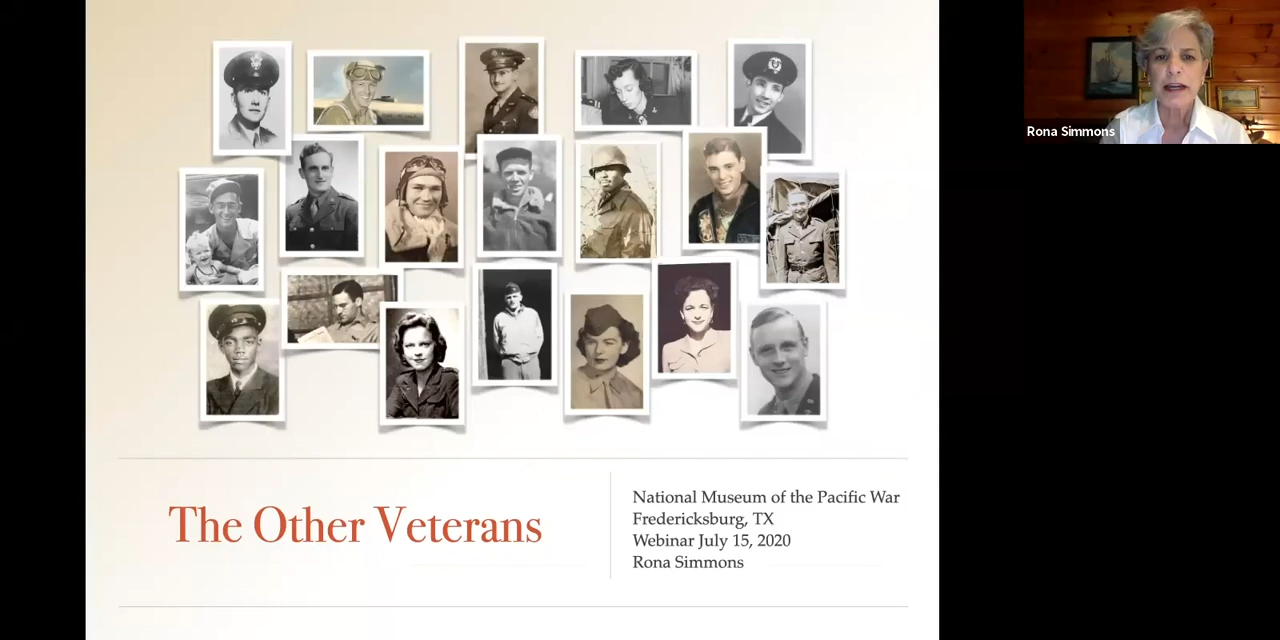 Rona Simmons
The Other Veterans
National Museum of the Pacific War
Fredericksburg, TX
Webinar July 15, 2020
Rona Simmons